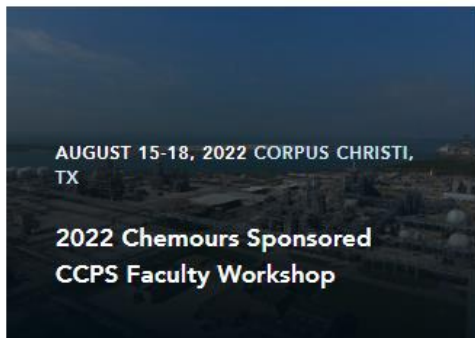 AUGUST 15-18, 2022 CORPUS CHRISTI,
TX
2022 Chemours Sponsored
CCPS Faculty Workshop